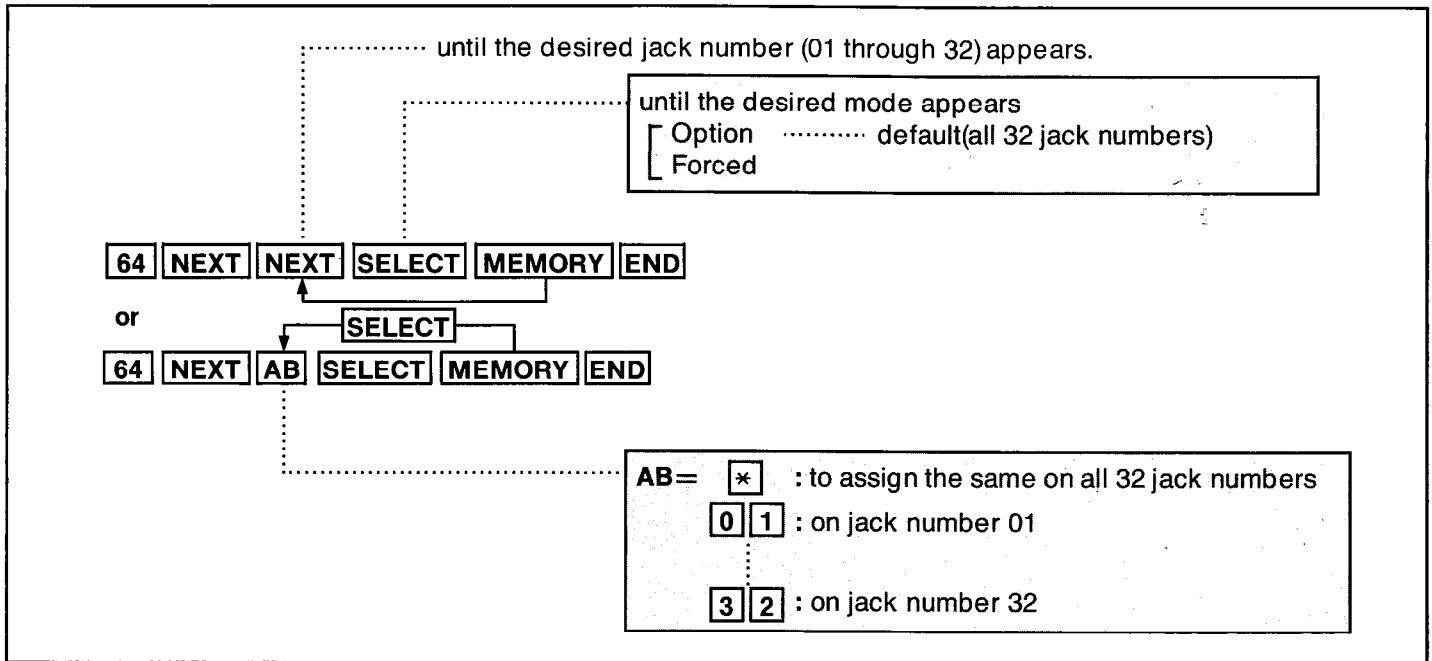 ············· until the desired jack number (01 through 32) appears.
until the desired mode appears
Option ·········· default(all 32 jack numbers)
Forced
64 NEXT NEXT SELECT MEMORY END
or
SELECT
64 NEXT AB SELECT MEMORY END
AB= * : to assign the same on all 32 jack numbers
0 1 : on jack number 01
3 2 : on jack number 32